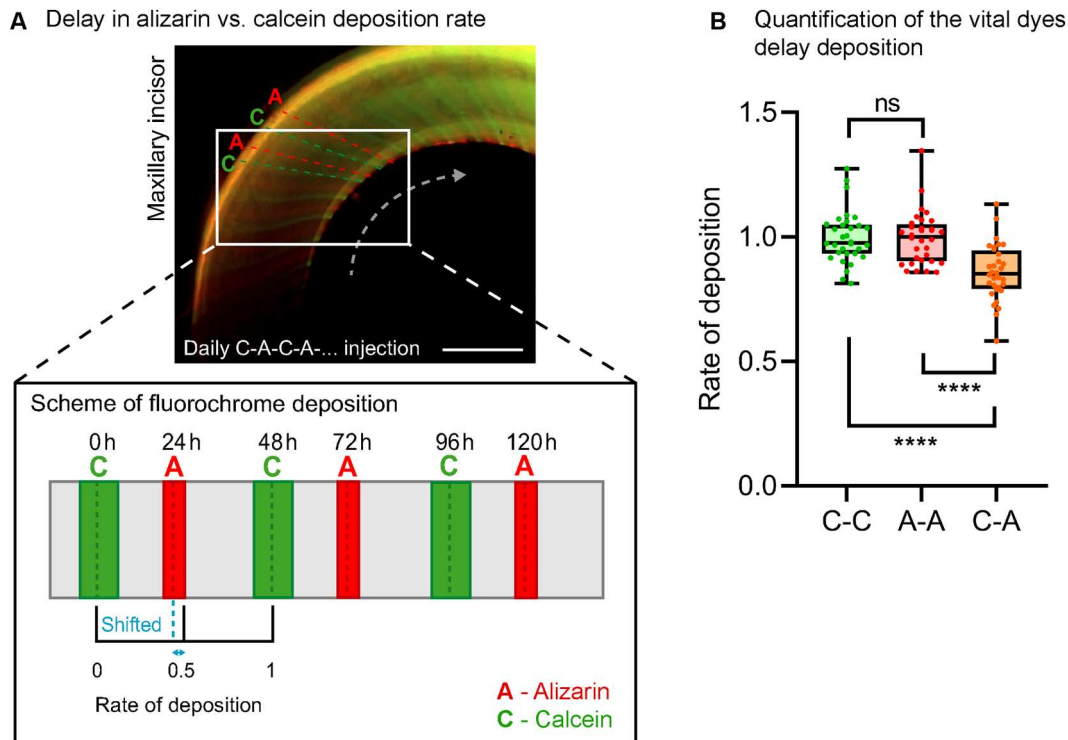 A Delay in alizarin vs. calcein deposition rate
Maxillary incisor
A
C
A
C
Daily C-A-C-A-... injection
Scheme of fluorochrome deposition
0 h 24 h 48 h 72 h 96 h 120 h
C A C A C A
Shifted
0 0.5 1
Rate of deposition
A - Alizarin
C - Calcein
B Quantification of the vital dyes
delay deposition
Rate of deposition
1.5
1.0
0.5
0.0
ns
****
****
C-C A-A C-A